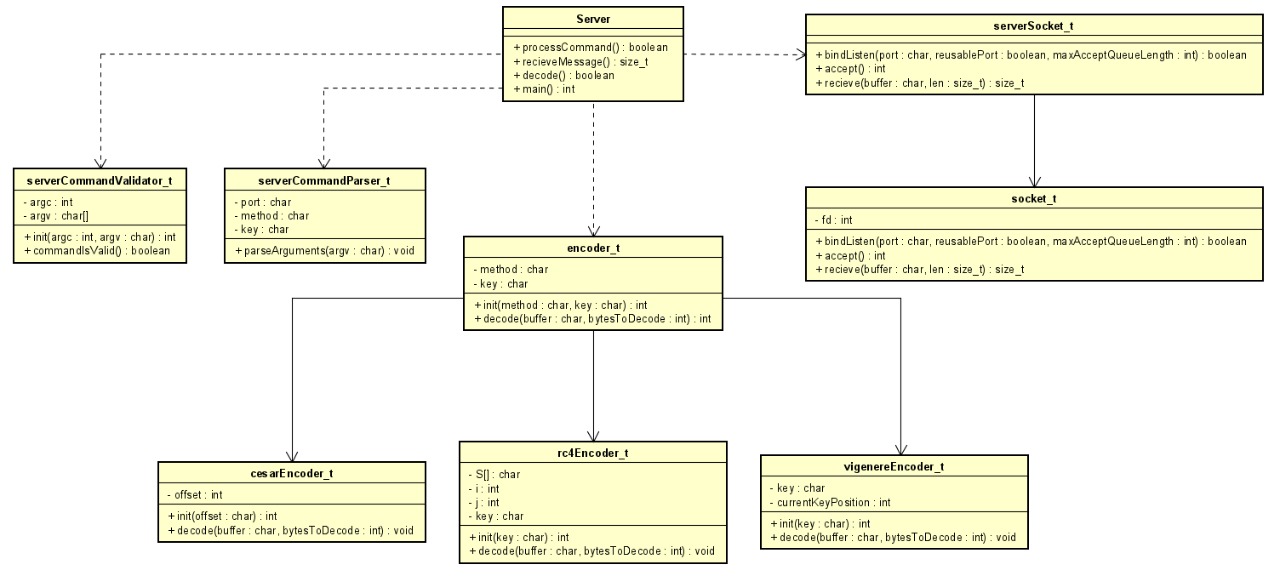 Server
+ processCommand() : boolean
+ recieveMessage() : size_t
+ decode() : boolean
+ main() : int
serverSocket_t
+ bindListen(port : char, reusablePort : boolean, maxAcceptQueueLength : int) : boolean
+ accept() : int
+ recieve(buffer : char, len : size_t) : size_t
serverCommandValidator_t
- argc : int
- argv : char[]
+ init(argc : int, argv : char) : int
+ commandIsValid() : boolean
serverCommandParser_t
- port : char
- method : char
- key : char
+ parseArguments(argv : char) : void
socket_t
- fd : int
+ bindListen(port : char, reusablePort : boolean, maxAcceptQueueLength : int) : boolean
+ accept() : int
+ recieve(buffer : char, len : size_t) : size_t
encoder_t
- method : char
- key : char
+ init(method : char, key : char) : int
+ decode(buffer : char, bytesToDecode : int) : int
cesarEncoder_t
- offset : int
+ init(offset : char) : int
+ decode(buffer : char, bytesToDecode : int) : void
rc4Encoder_t
- S[] : char
- i : int
- j : int
- key : char
+ init(key : char) : int
+ decode(buffer : char, bytesToDecode : int) : void
vigenereEncoder_t
- key : char
- currentKeyPosition : int
+ init(key : char) : int
+ decode(buffer : char, bytesToDecode : int) : void